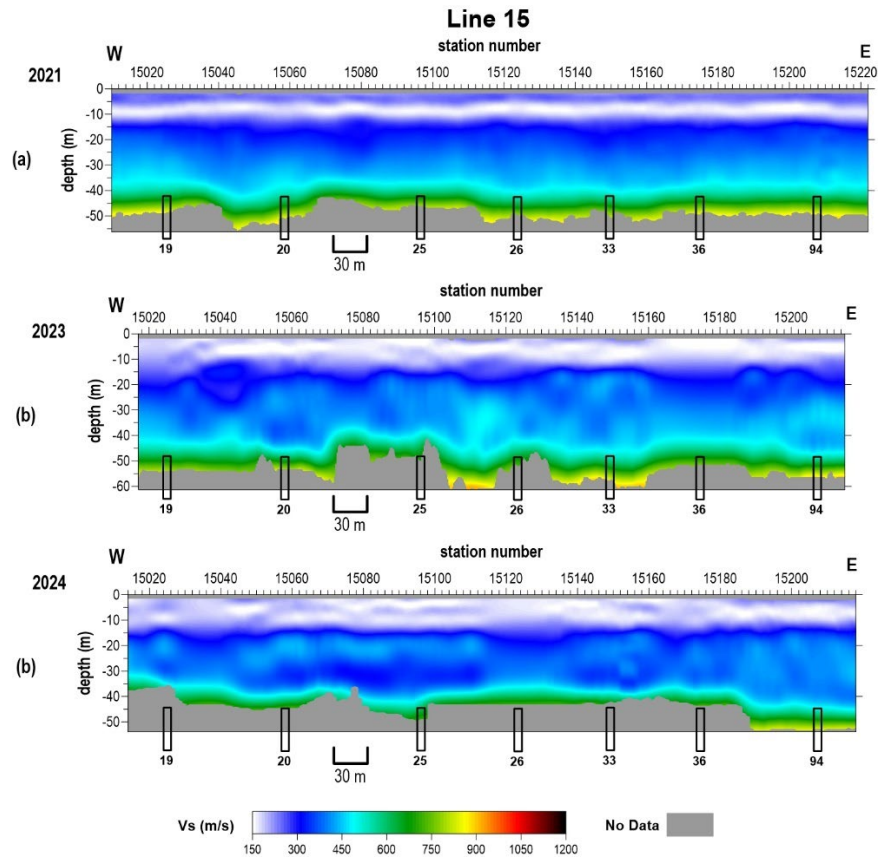 Line 15
station number
W E
2021
15020 15040 15060 15080 15100 15120 15140 15160 15180 15200 15220
(a)
depth (m)
0
-10
-20
-30
-40
-50
19 20 25 26 33 36 94
30 m
station number
W E
2023
15020 15040 15060 15080 15100 15120 15140 15160 15180 15200
(b)
depth (m)
0
-10
-20
-30
-40
-50
-60
19 20 25 26 33 36 94
30 m
station number
W E
2024
15020 15040 15060 15080 15100 15120 15140 15160 15180 15200
(b)
depth (m)
0
-10
-20
-30
-40
-50
19 20 25 26 33 36 94
30 m
Vs (m/s) No Data
150 300 450 600 750 900 1050 1200